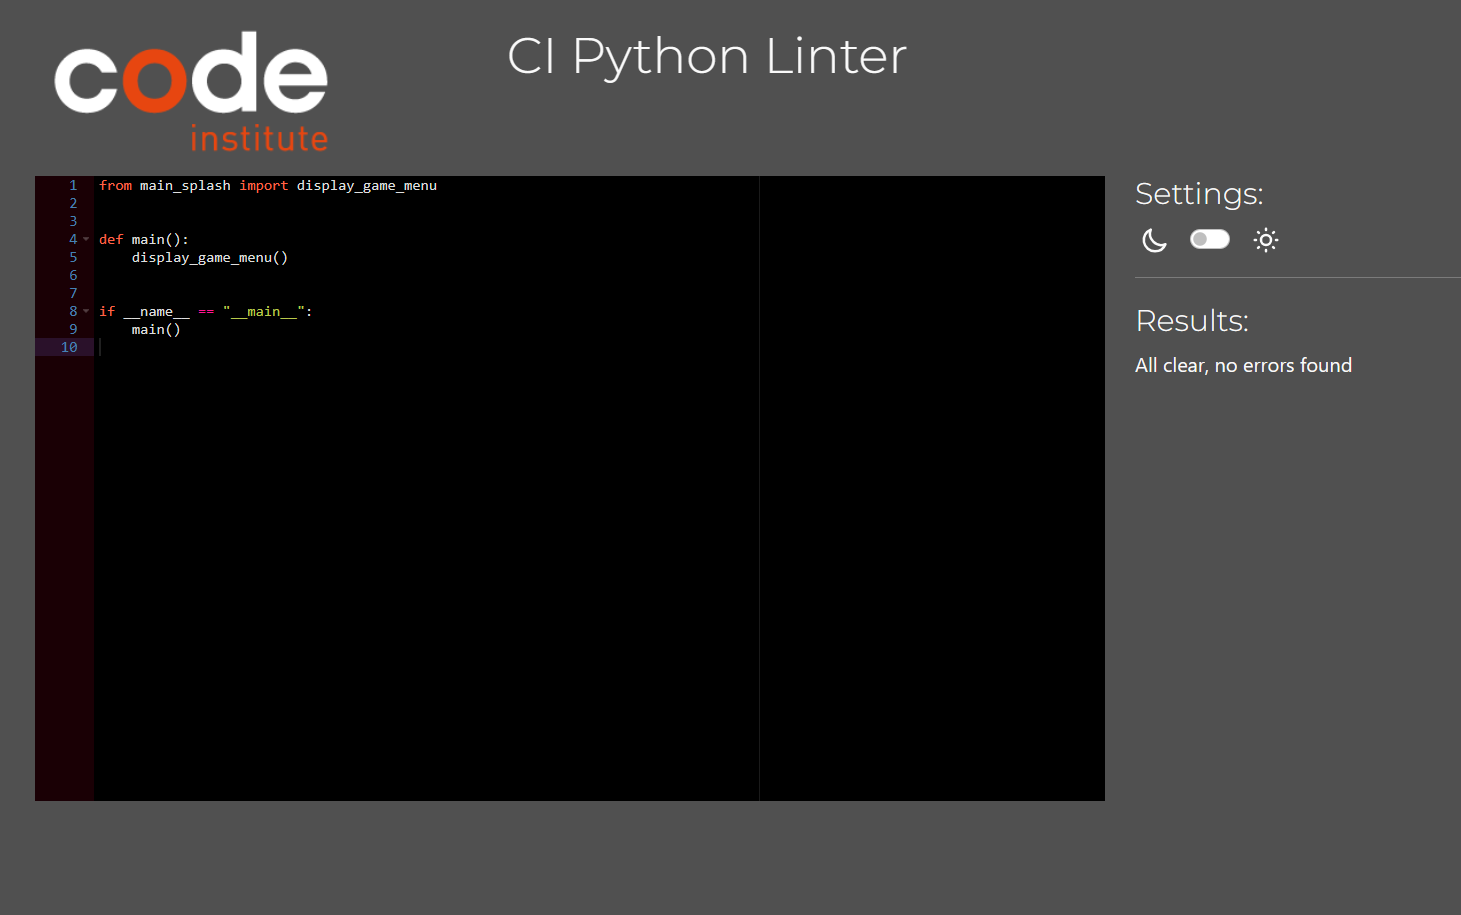 code
institute
CI Python Linter
1 from main_splash import display_game_menu
2
3
4 def main():
5     display_game_menu()
6
7
8 if __name__ == "__main__":
9     main()
10
Settings:
Results:
All clear, no errors found